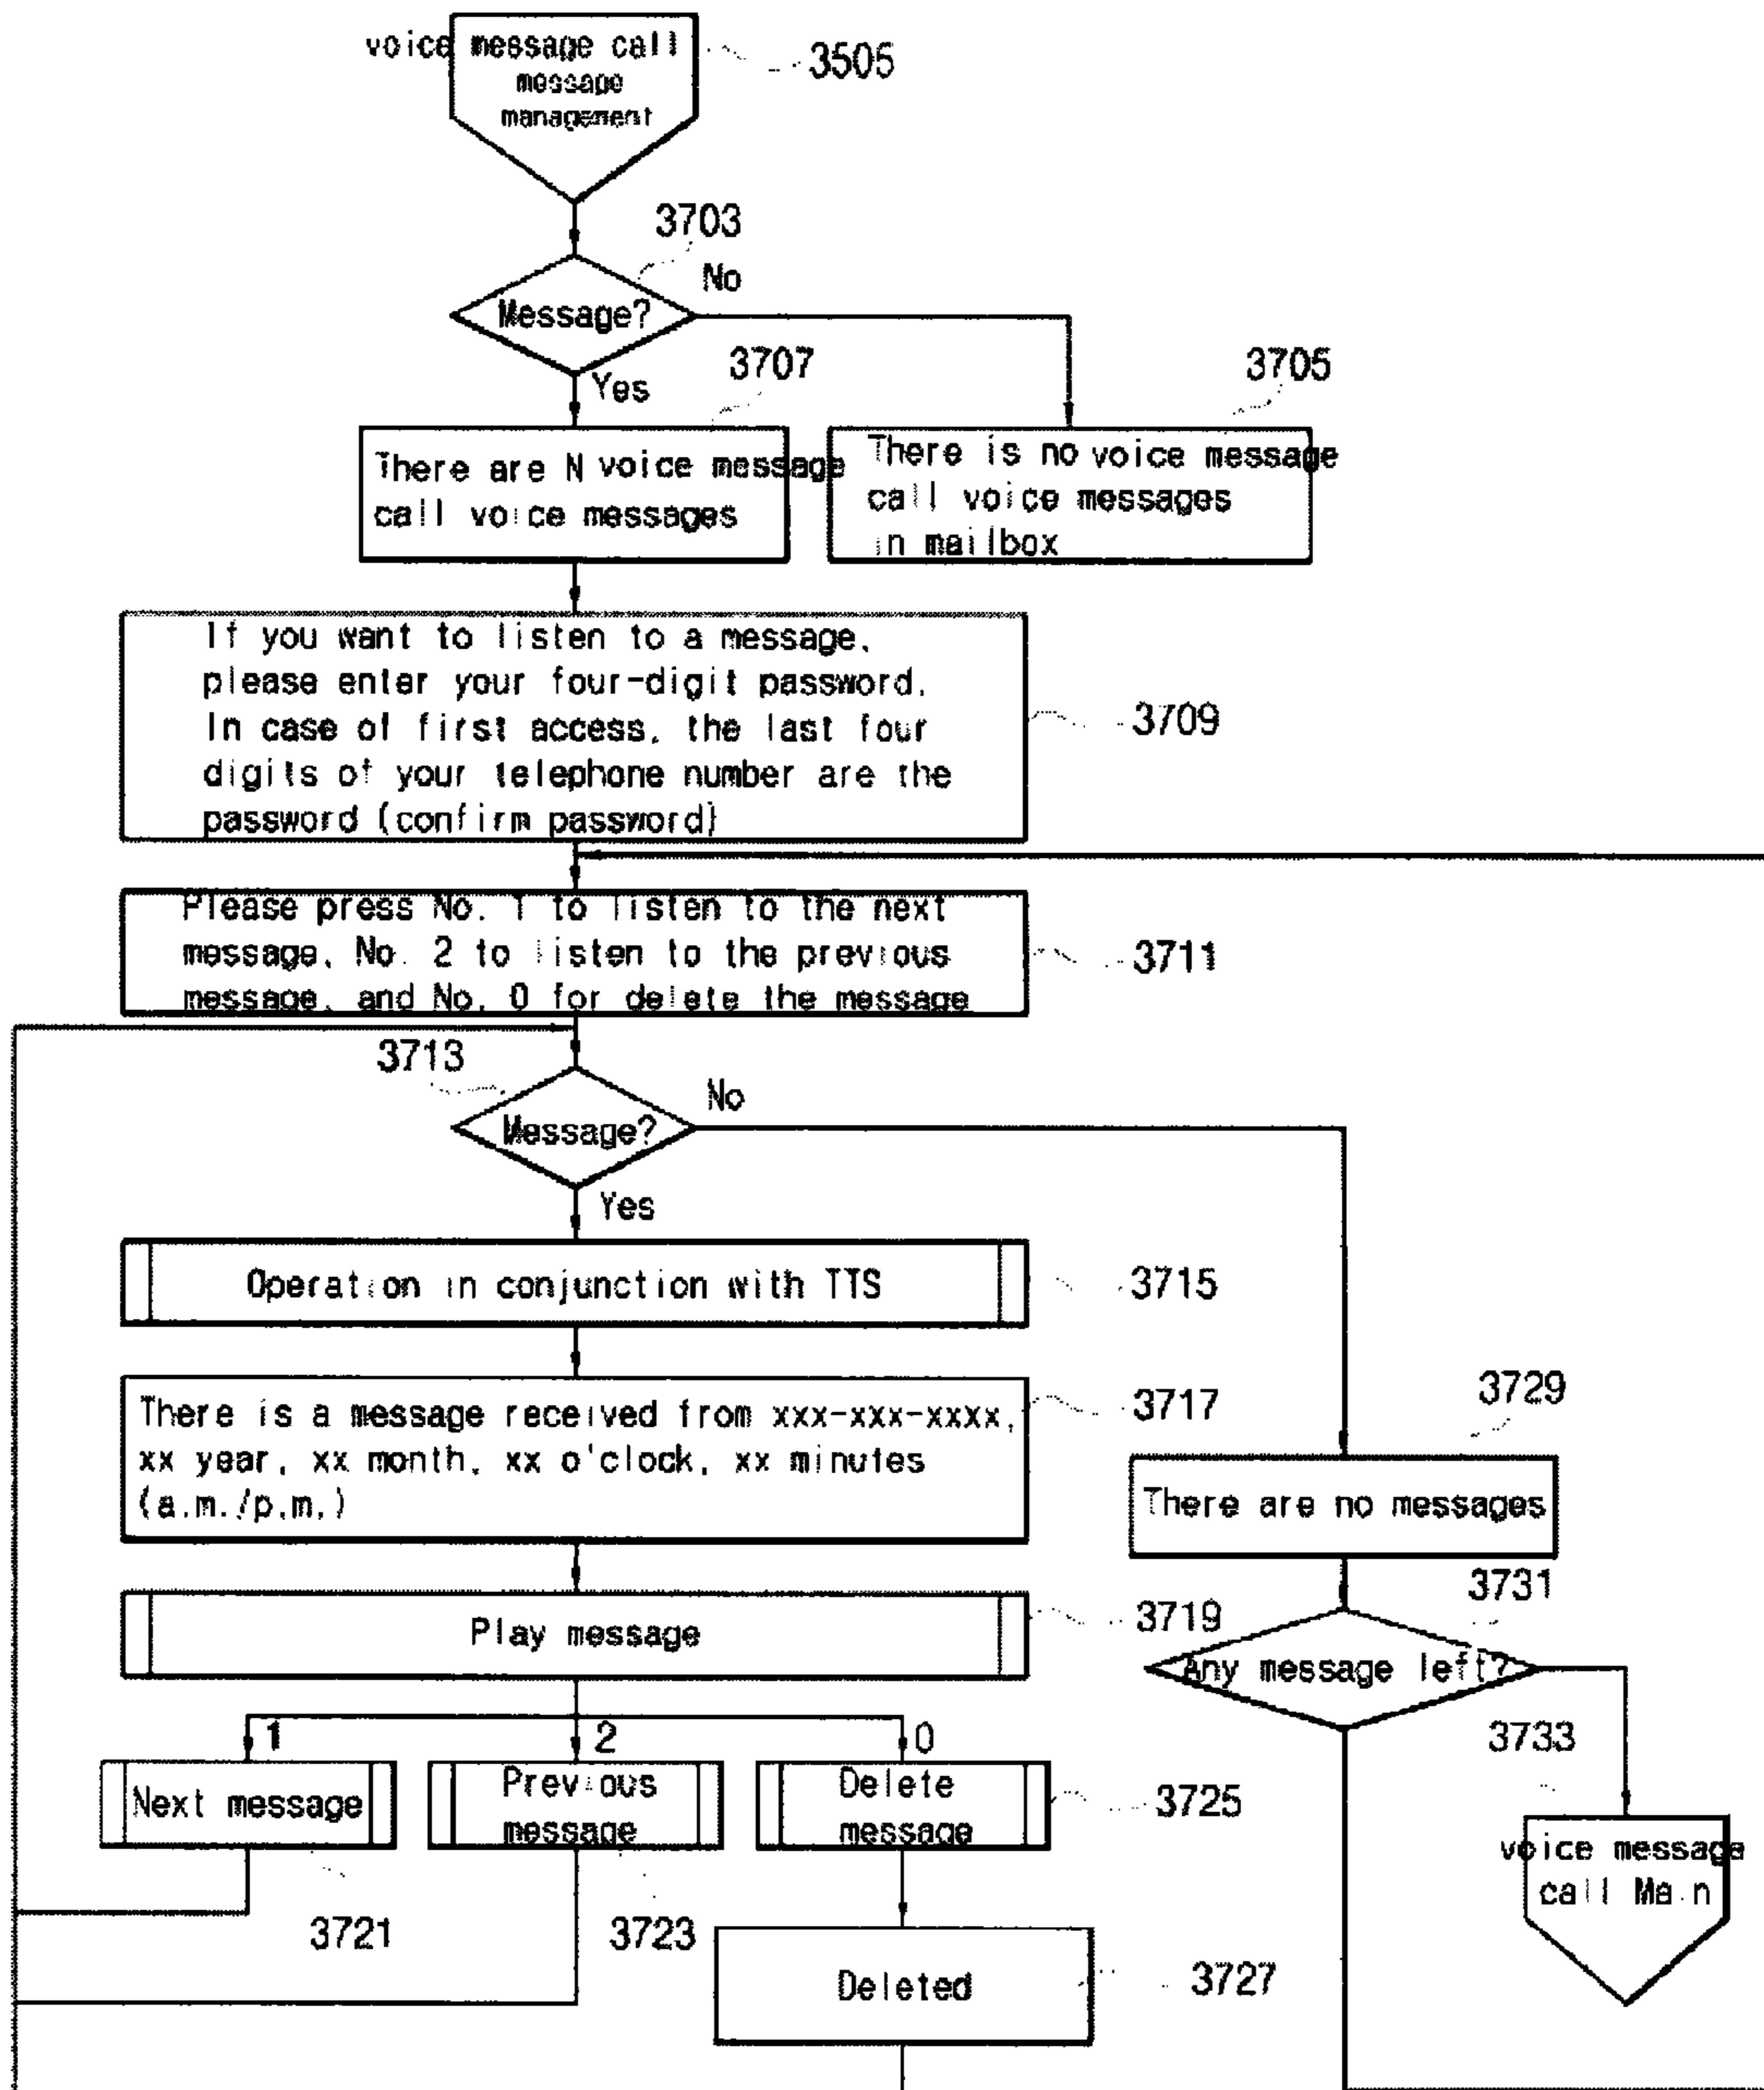 voice message call
message
management
3505
3703
No
Message?
Yes
3707
3705
There are N voice message
call voice messages
There is no voice message
call voice messages
in mailbox
If you want to listen to a message,
please enter your four-digit password.
In case of first access, the last four
digits of your telephone number are the
password (confirm password)
3709
Please press No. 1 to listen to the next
message, No. 2 to listen to the previous
message, and No. 0 for delete the message
3711
3713
No
Message?
Yes
Operation in conjunction with TTS
3715
There is a message received from xxx-xxx-xxxx,
xx year, xx month, xx o'clock, xx minutes
(a.m./p.m.)
3717
3729
There are no messages
Play message
3719
3731
Any message left?
1
2
0
3733
Next message
Previous
message
Delete
message
3725
voice message
call Main
3721
3723
Deleted
3727